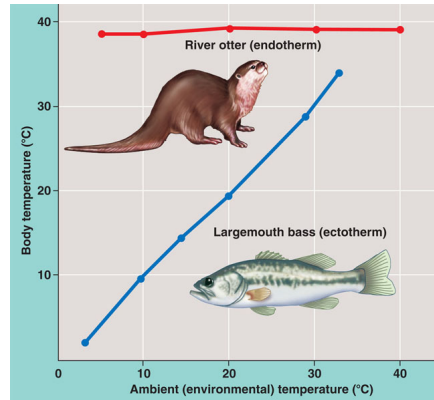 40
River otter (endotherm)
30
Body temperature (°C)
20
Largemouth bass (ectotherm)
10
0 10 20 30 40
Ambient (environmental) temperature (°C)